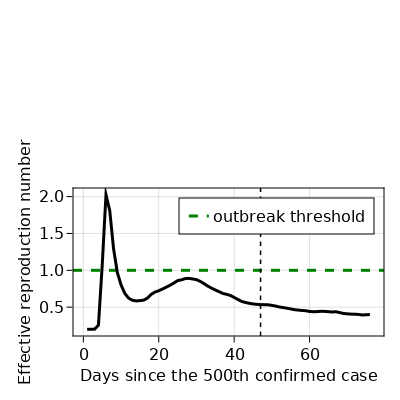 Effective reproduction number
2.0
1.5
1.0
0.5
outbreak threshold
0 20 40 60
Days since the 500th confirmed case